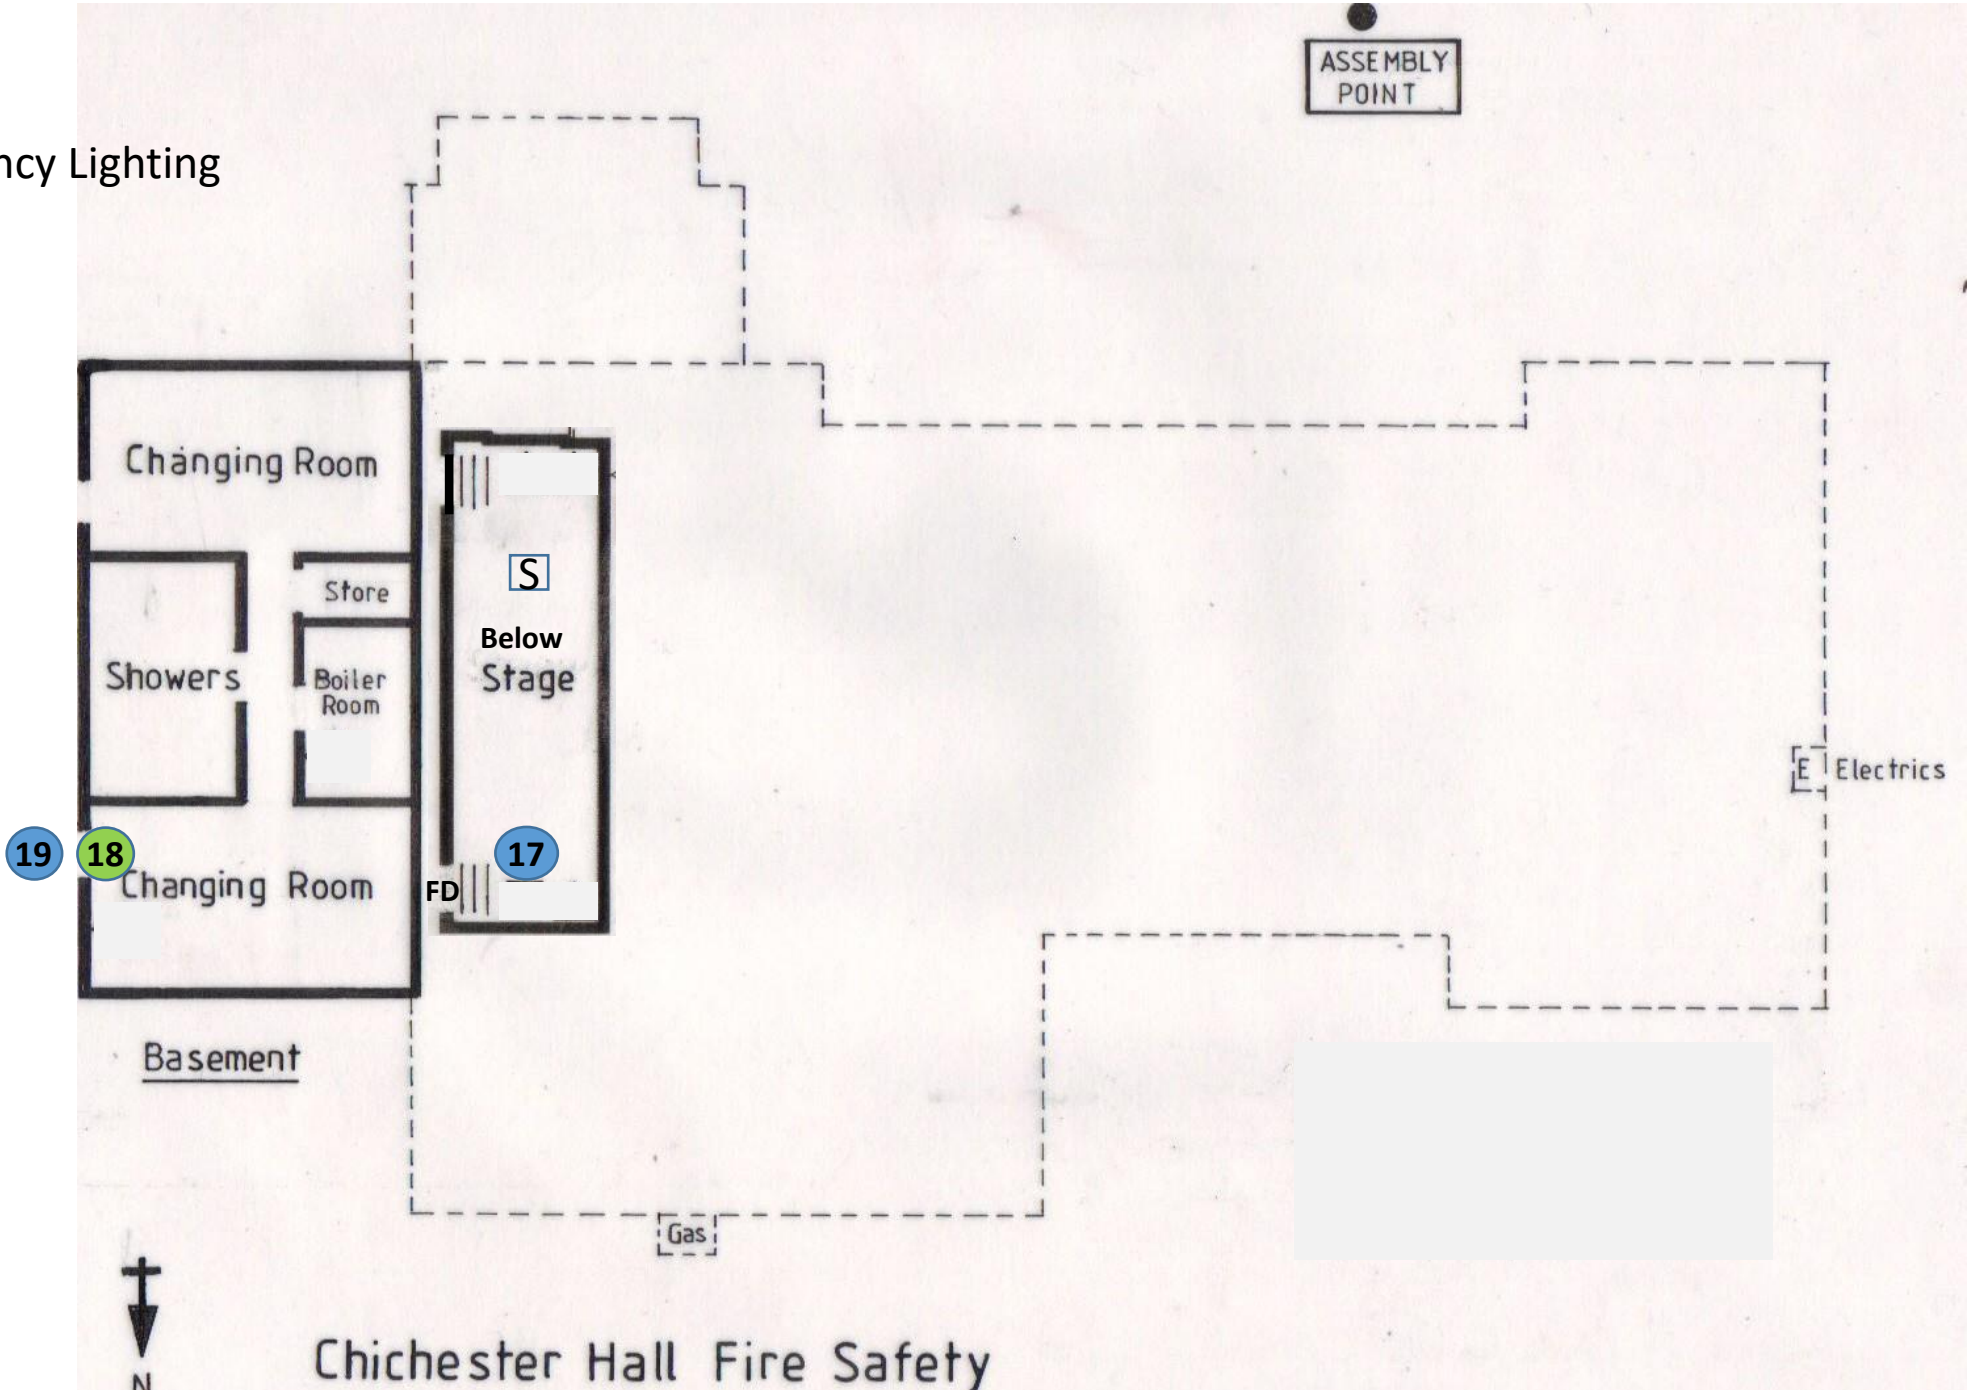 ASSEMBLY
POINT
ncy Lighting
Changing Room
S
Store
Below
Stage
Showers
Boiler
Room
E
Electrics
19
18
17
Changing Room
FD
Basement
Gas
N
Chichester Hall Fire Safety